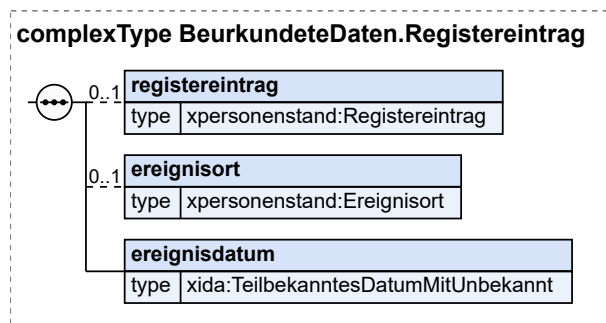 complexType BeurkundeteDaten.Registereintrag
0..1
registereintrag
type xpersonenstand:Registereintrag
0..1
ereignisort
type xpersonenstand:Ereignisort
ereignisdatum
type xida:TeilbekanntesDatumMitUnbekannt